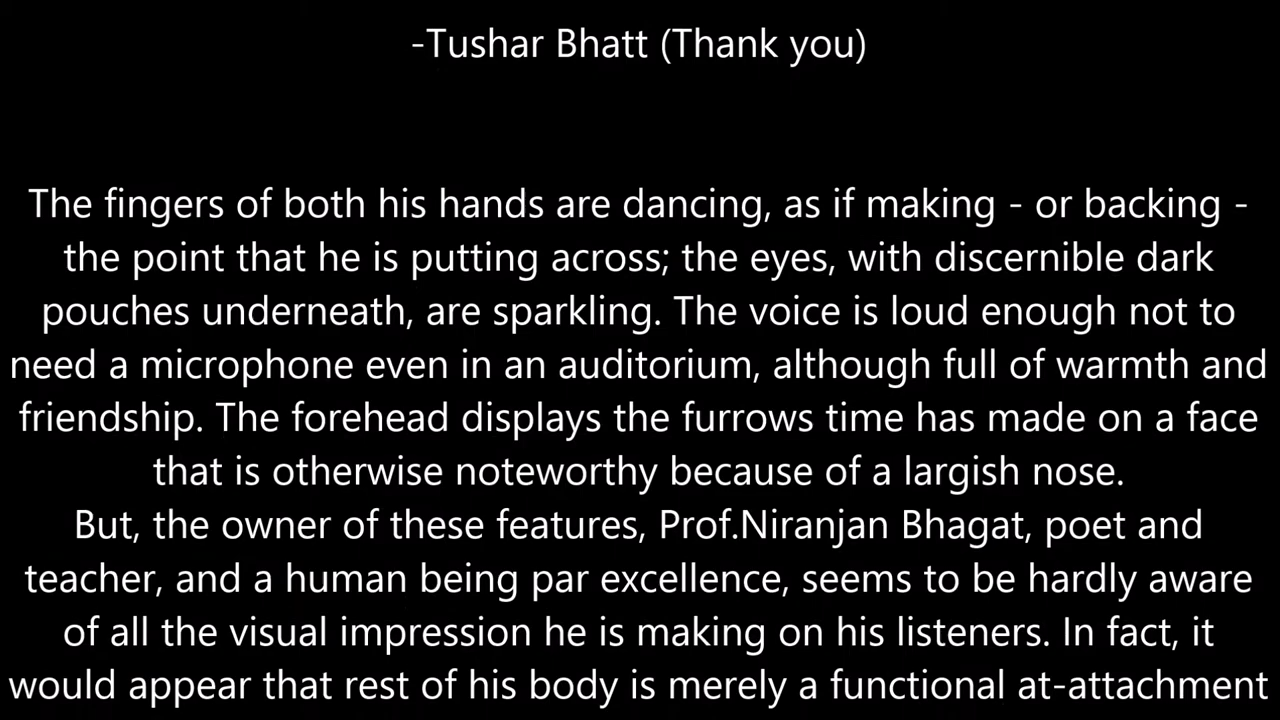 -Tushar Bhatt (Thank you)
The fingers of both his hands are dancing, as if making - or backing -
the point that he is putting across; the eyes, with discernible dark
pouches underneath, are sparkling. The voice is loud enough not to
need a microphone even in an auditorium, although full of warmth and
friendship. The forehead displays the furrows time has made on a face
that is otherwise noteworthy because of a largish nose.
But, the owner of these features, Prof.Niranjan Bhagat, poet and
teacher, and a human being par excellence, seems to be hardly aware
of all the visual impression he is making on his listeners. In fact, it
would appear that rest of his body is merely a functional at-attachment